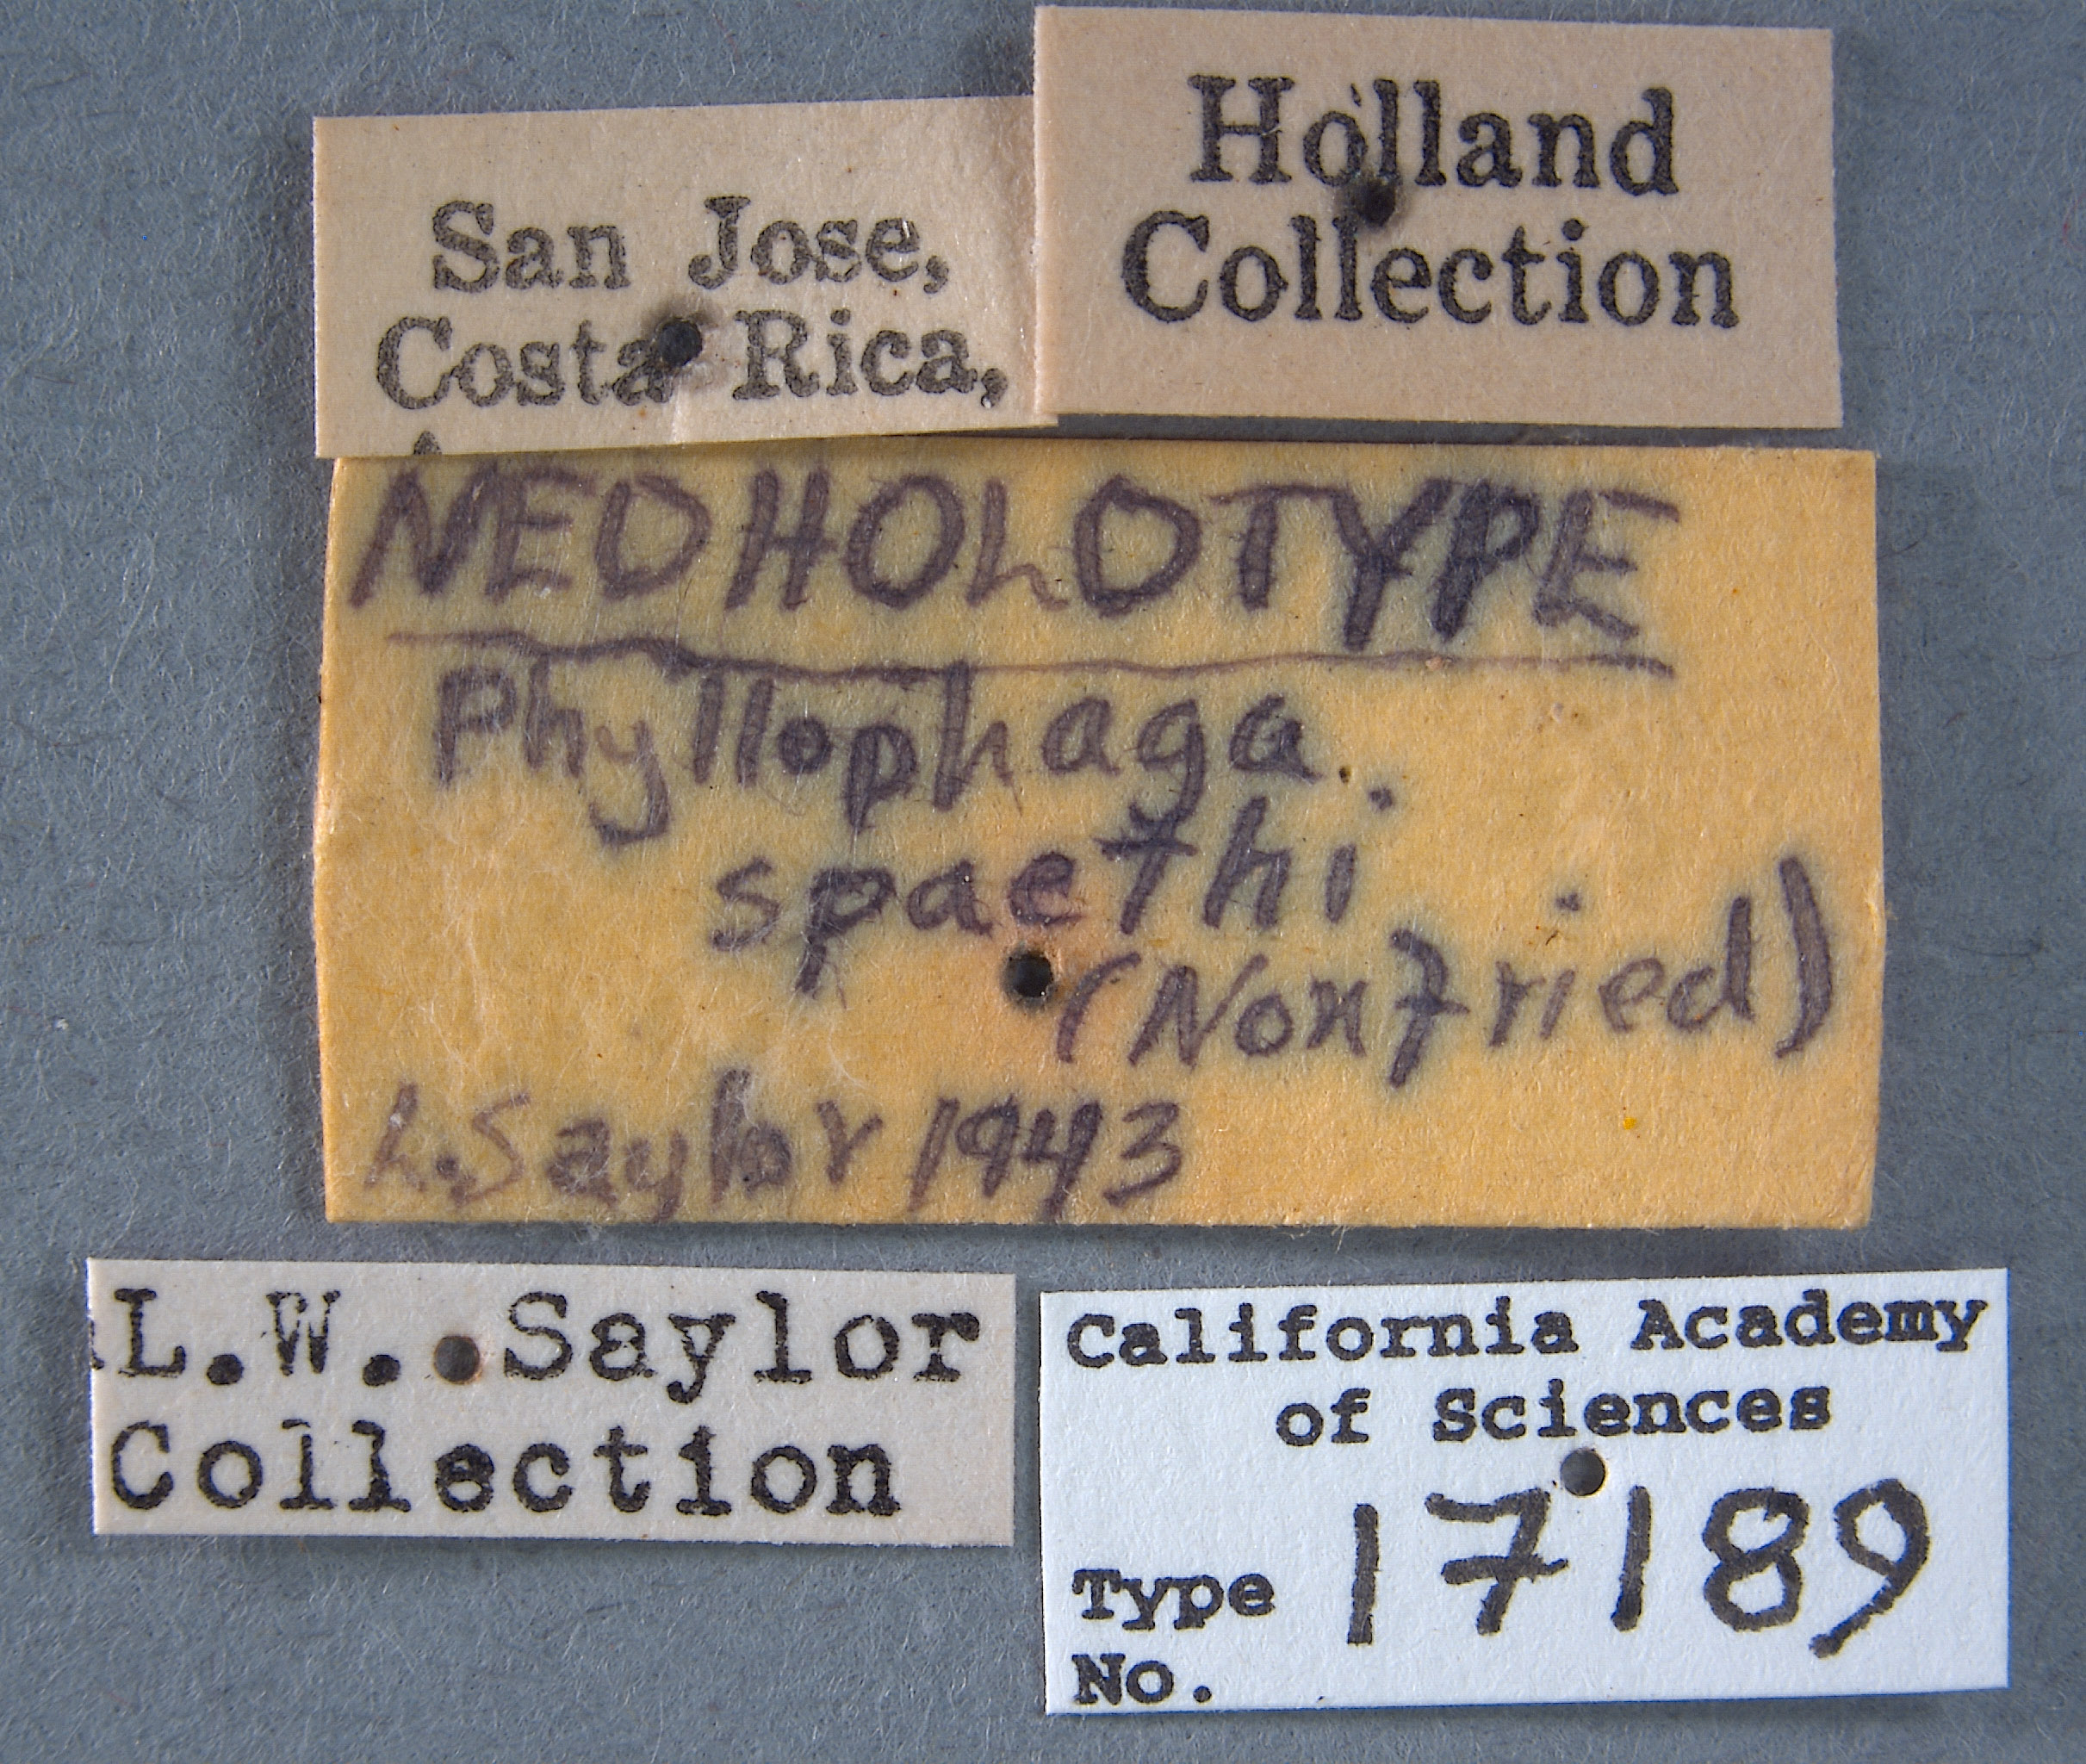 San Jose,
Costa Rica,
Holland
Collection
NEOHOLOTYPE
Phyllophaga.
spaethi
(Nonfried)
L.Saylor 1943
L.W. Saylor
Collection
California Academy
of Sciences
Type 17189
No.